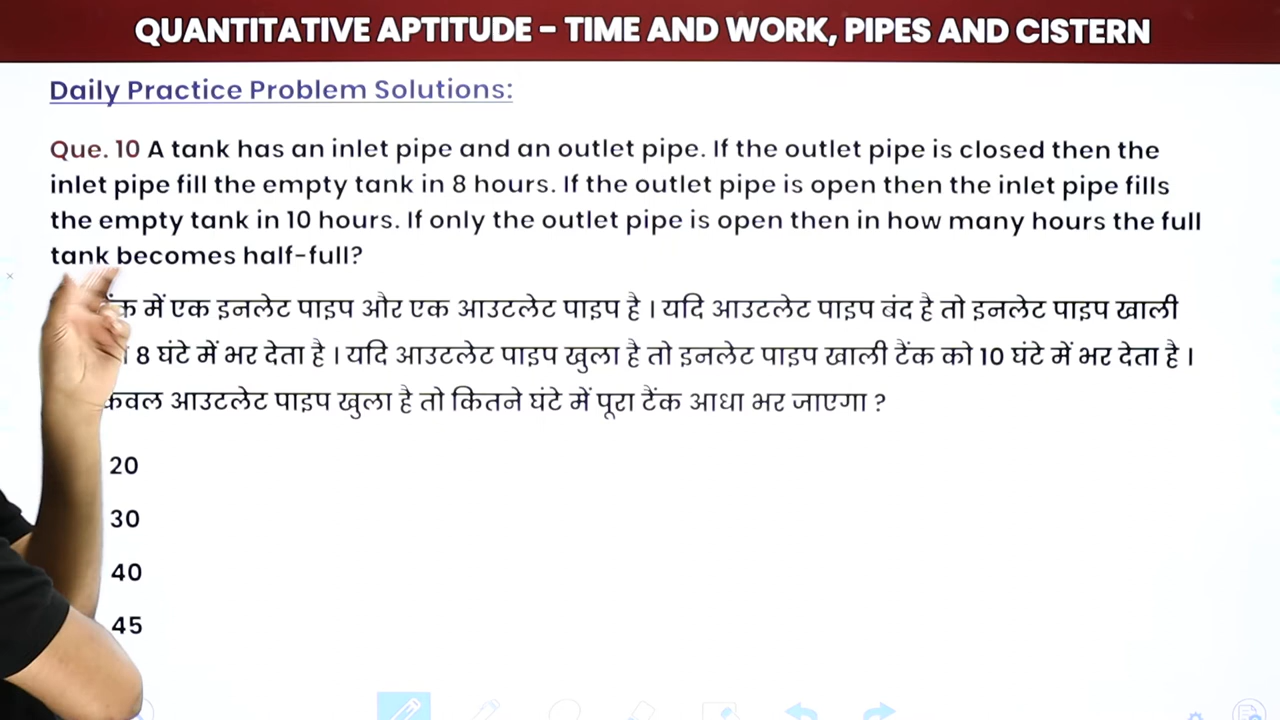 QUANTITATIVE APTITUDE - TIME AND WORK, PIPES AND CISTERN
Daily Practice Problem Solutions:
Que. 10 A tank has an inlet pipe and an outlet pipe. If the outlet pipe is closed then the
inlet pipe fill the empty tank in 8 hours. If the outlet pipe is open then the inlet pipe fills
the empty tank in 10 hours. If only the outlet pipe is open then in how many hours the full
tank becomes half-full?
में एक इनलेट पाइप और एक आउटलेट पाइप है । यदि आउटलेट पाइप बंद है तो इनलेट पाइप खाली
8 घंटे में भर देता है । यदि आउटलेट पाइप खुला है तो इनलेट पाइप खाली टैंक को 10 घंटे में भर देता है ।
आउटलेट पाइप खुला है तो कितने घंटे में पूरा टैंक आधा भर जाएगा ?
20
30
40
45